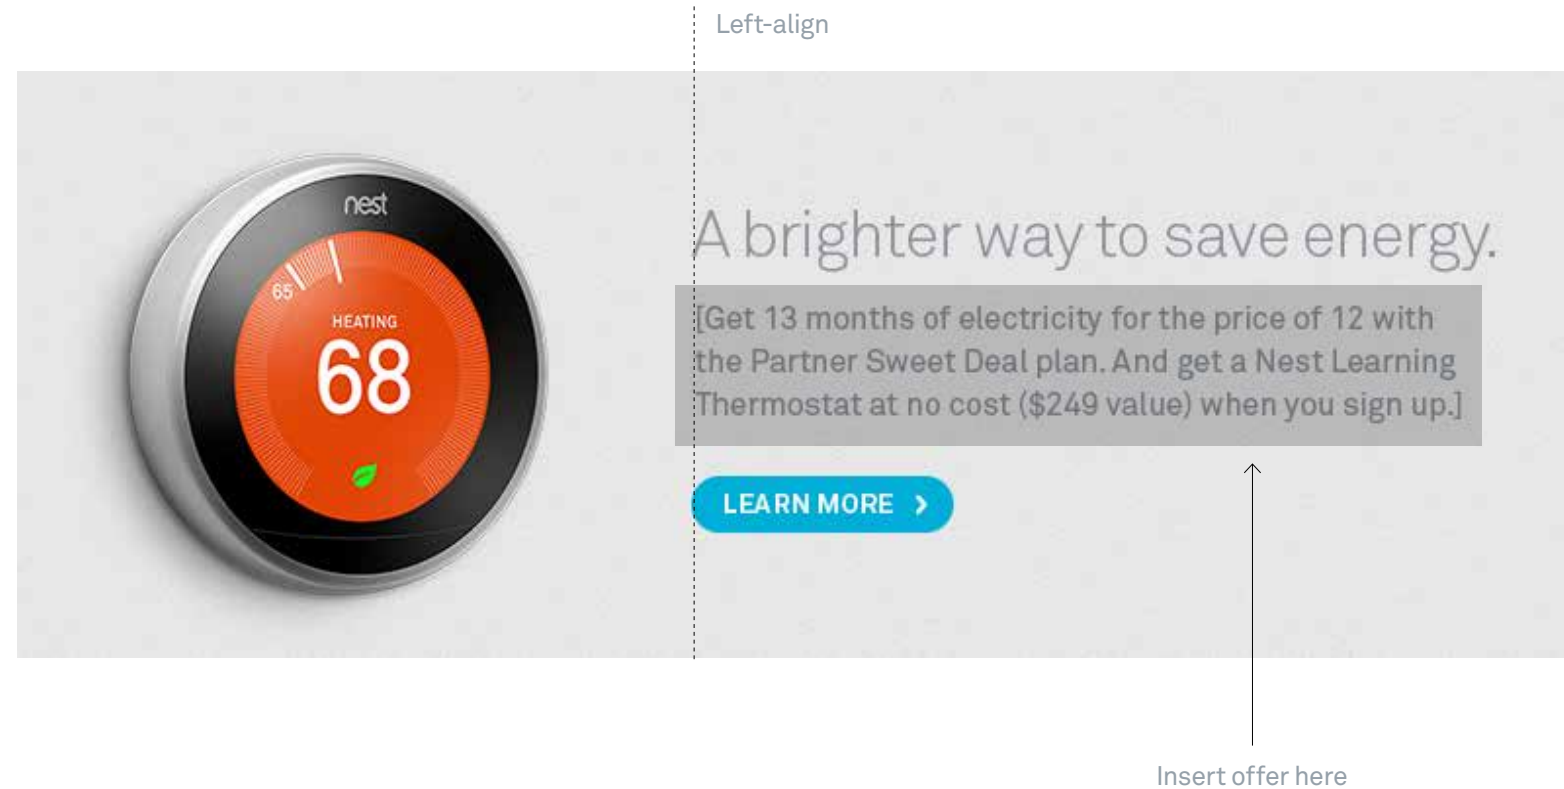 Left-align
nest
65
HEATING
68
A brighter way to save energy.
[Get 13 months of electricity for the price of 12 with
the Partner Sweet Deal plan. And get a Nest Learning
Thermostat at no cost ($249 value) when you sign up.]
LEARN MORE
Insert offer here